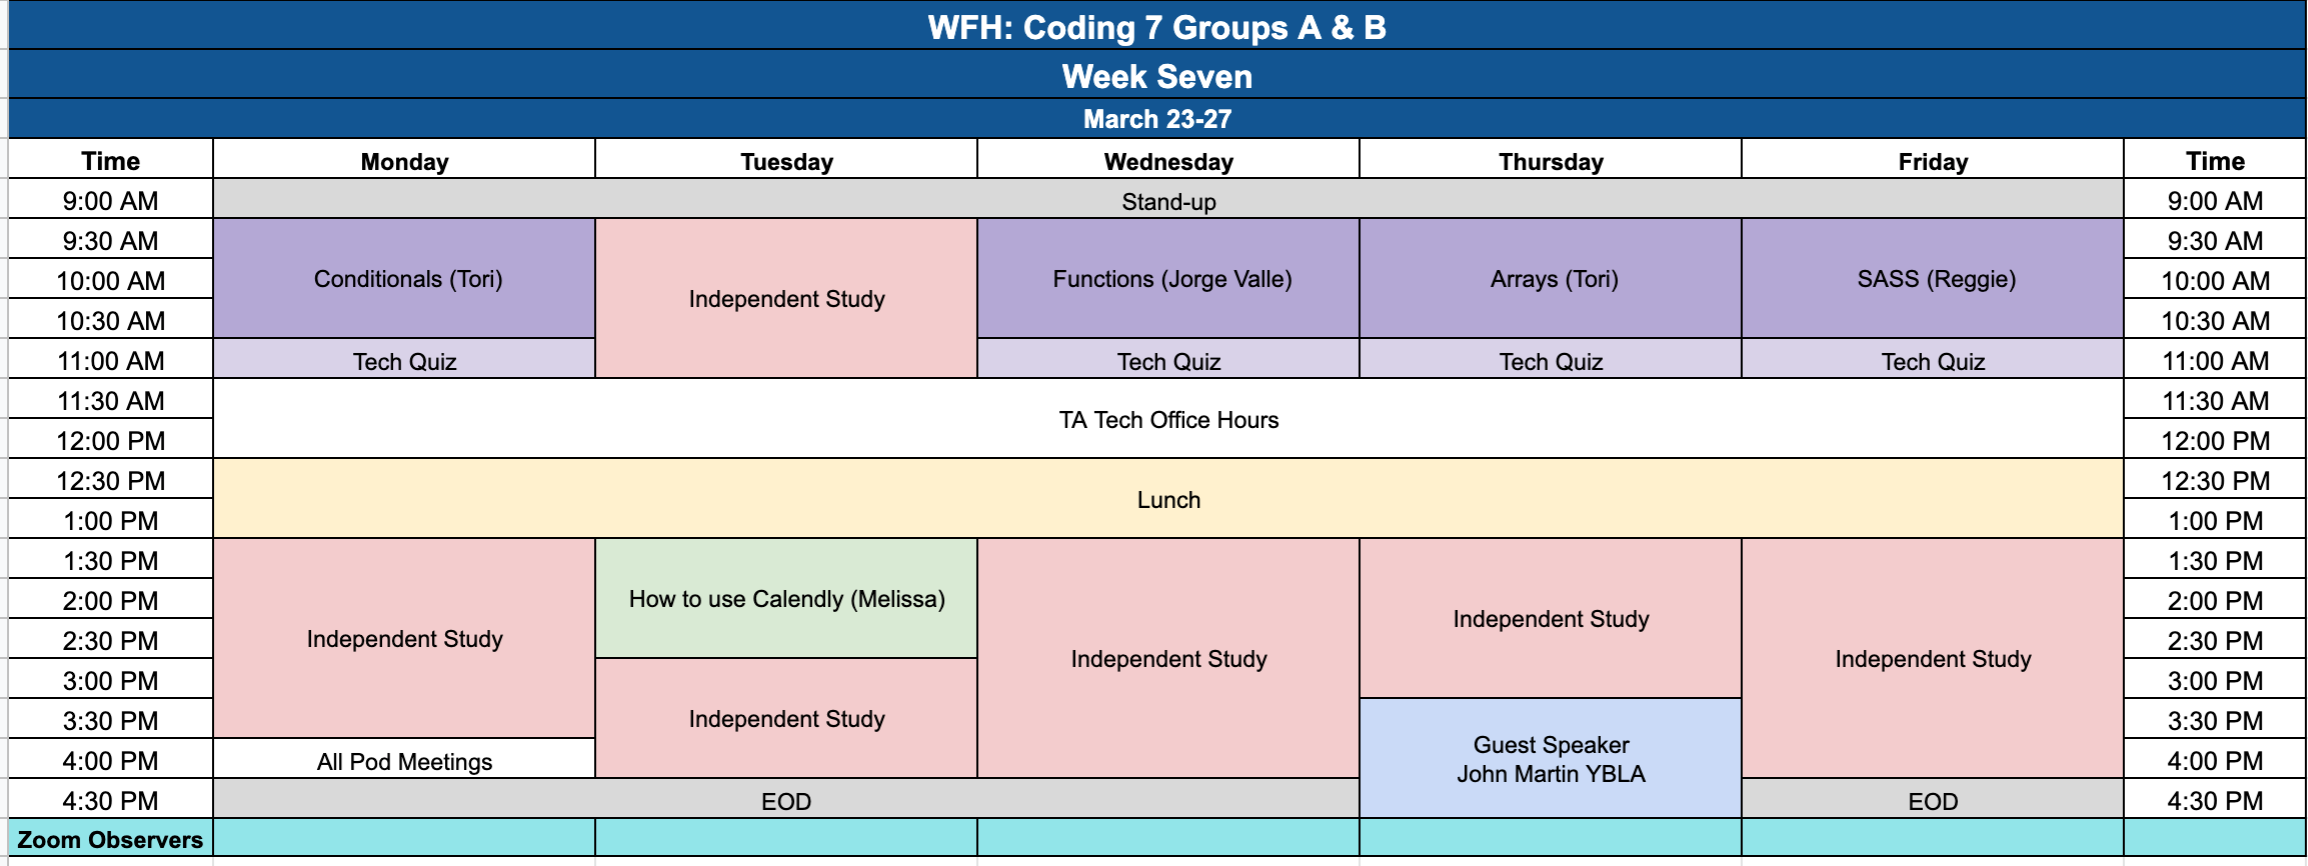 WFH: Coding 7 Groups A & B
Week Seven
March 23-27
Time Monday Tuesday Wednesday Thursday Friday Time
9:00 AM Stand-up 9:00 AM
9:30 AM 9:30 AM
10:00 AM Conditionals (Tori) Functions (Jorge Valle) Arrays (Tori) SASS (Reggie) 10:00 AM
Independent Study
10:30 AM 10:30 AM
11:00 AM Tech Quiz Tech Quiz Tech Quiz Tech Quiz 11:00 AM
11:30 AM 11:30 AM
TA Tech Office Hours
12:00 PM 12:00 PM
12:30 PM 12:30 PM
Lunch
1:00 PM 1:00 PM
1:30 PM 1:30 PM
2:00 PM How to use Calendly (Melissa) 2:00 PM
Independent Study
2:30 PM Independent Study 2:30 PM
Independent Study Independent Study
3:00 PM 3:00 PM
3:30 PM Independent Study 3:30 PM
Guest Speaker
4:00 PM All Pod Meetings 4:00 PM
John Martin YBLA
4:30 PM EOD EOD 4:30 PM
Zoom Observers